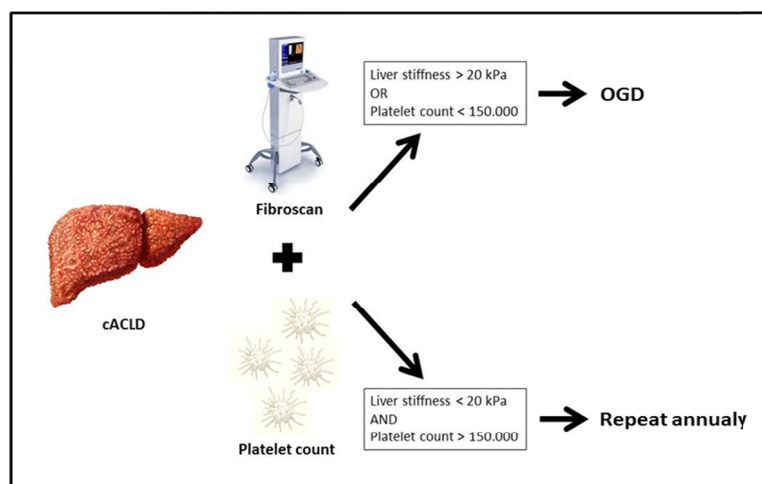 Liver stiffness > 20 kPa
OR
Platelet count < 150.000
OGD
Fibroscan
cACLD
Platelet count
Liver stiffness < 20 kPa
AND
Platelet count > 150.000
Repeat annualy